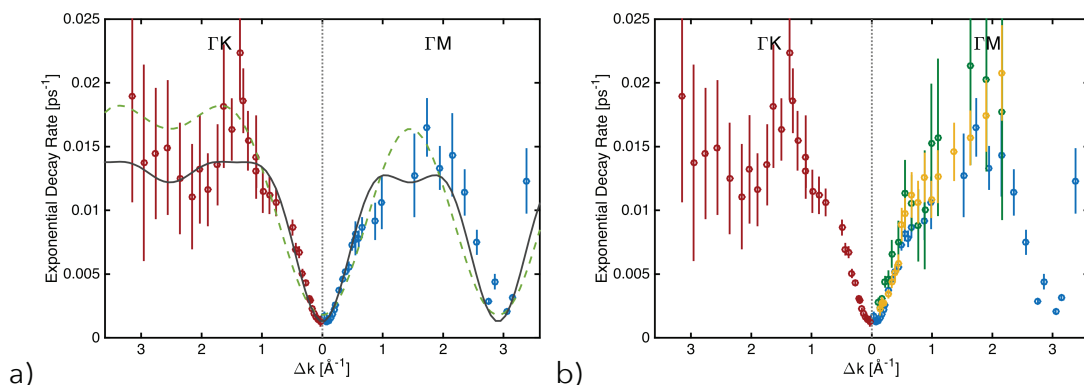 0.025
0.02
0.015
0.01
0.005
0
Exponential Decay Rate [ps⁻¹]
ΓK
ΓM
3 2 1 0 1 2 3
Δk [Å⁻¹]
a)
0.025
0.02
0.015
0.01
0.005
0
Exponential Decay Rate [ps⁻¹]
ΓK
ΓM
3 2 1 0 1 2 3
Δk [Å⁻¹]
b)